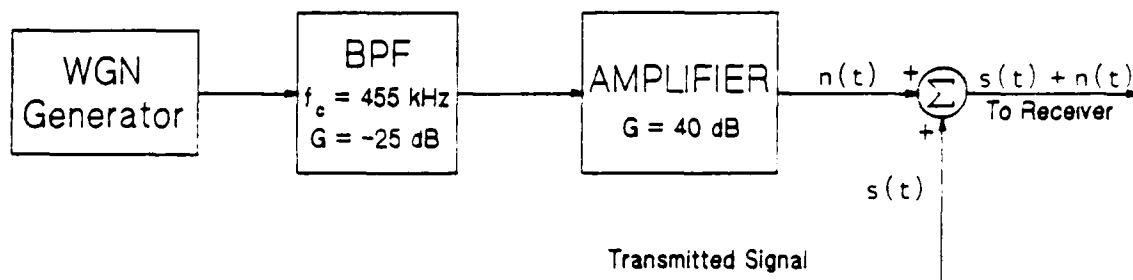 WGN
Generator
BPF
f_c = 455 kHz
G = -25 dB
AMPLIFIER
G = 40 dB
n(t)
+
Σ
+
s(t) + n(t)
To Receiver
s(t)
Transmitted Signal